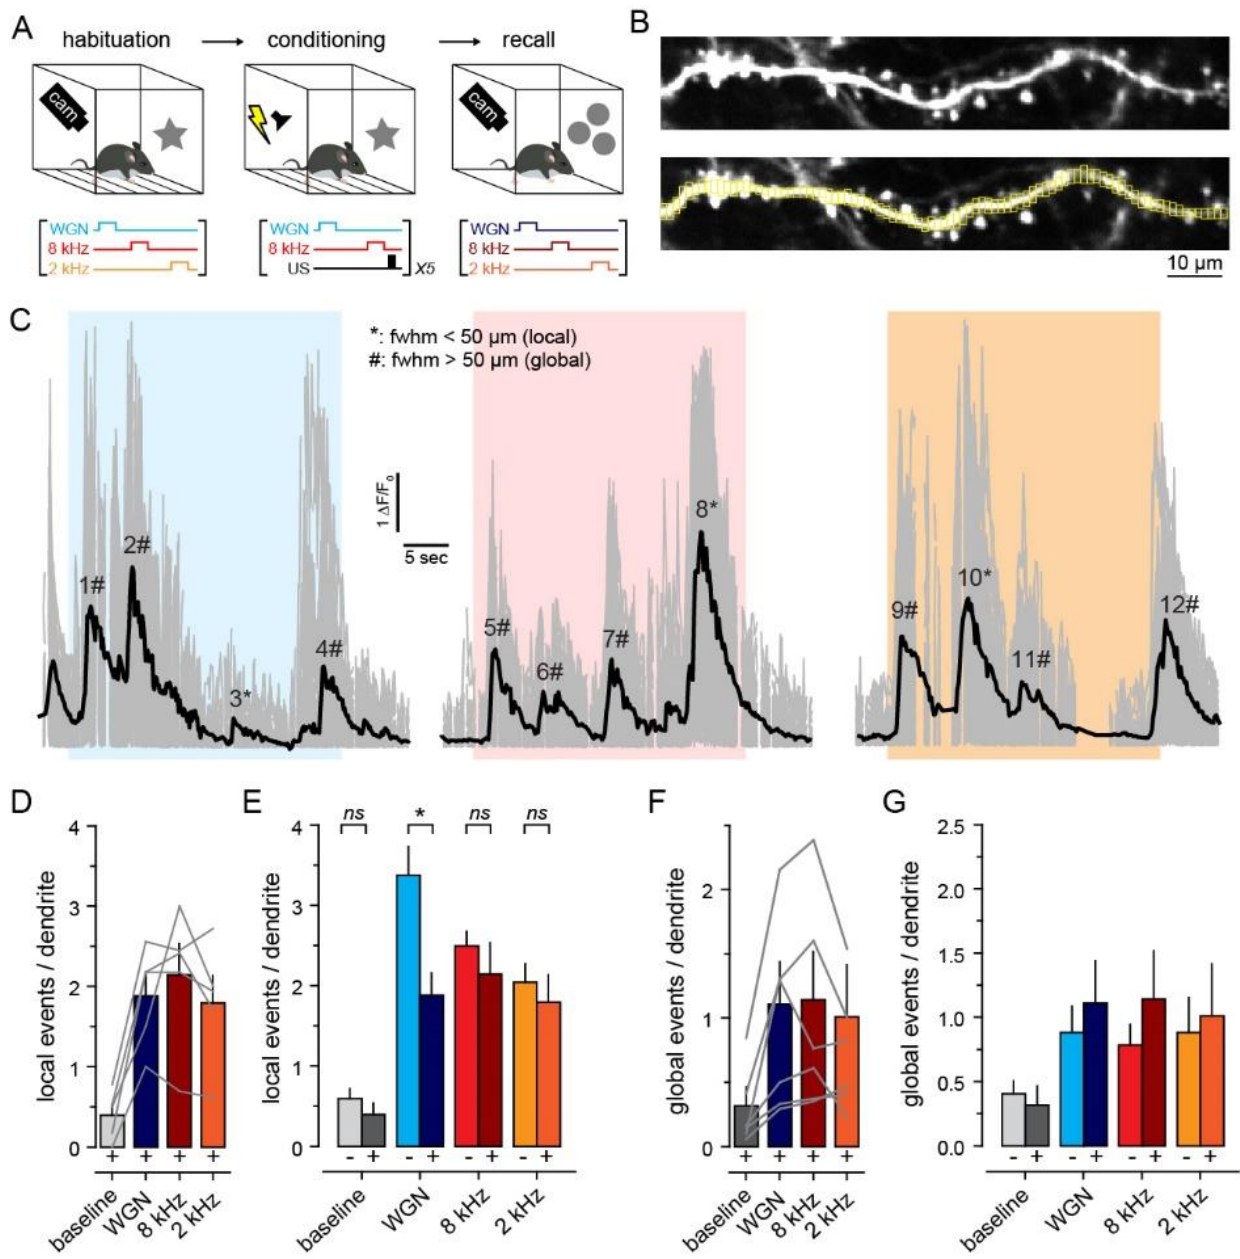 A
habituation → conditioning → recall
cam
cam
WGN
8 kHz
2 kHz
WGN
8 kHz
US
X5
WGN
8 kHz
2 kHz
B
10 µm
C
*: fwhm < 50 µm (local)
#: fwhm > 50 µm (global)
1 ΔF/F0
5 sec
1#
2#
3*
4#
5#
6#
7#
8*
9#
10*
11#
12#
D
local events / dendrite
4
3
2
1
0
+ + + +
baseline
WGN
8 kHz
2 kHz
E
local events / dendrite
ns * ns ns
4
3
2
1
0
- + - + - + - +
baseline
WGN
8 kHz
2 kHz
F
global events / dendrite
2
1
0
+ + + +
baseline
WGN
8 kHz
2 kHz
G
global events / dendrite
2.5
2.0
1.5
1.0
0.5
0.0
- + - + - + - +
baseline
WGN
8 kHz
2 kHz